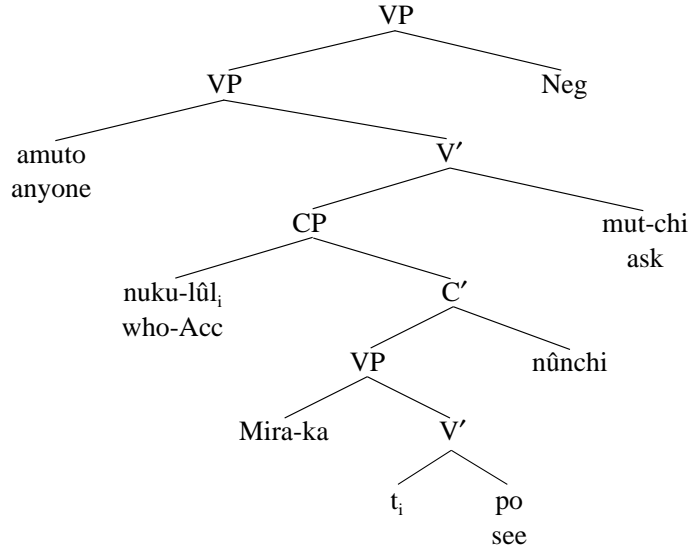 VP
VP Neg
amuto
anyone
V′
CP mut-chi
ask
nuku-lûlᵢ
who-Acc
C′
VP nûnchi
Mira-ka V′
tᵢ po
see